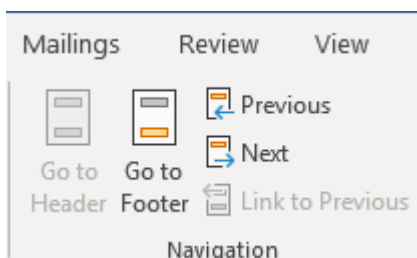 Mailings Review View
Go to Header
Go to Footer
Previous
Next
Link to Previous
Navigation